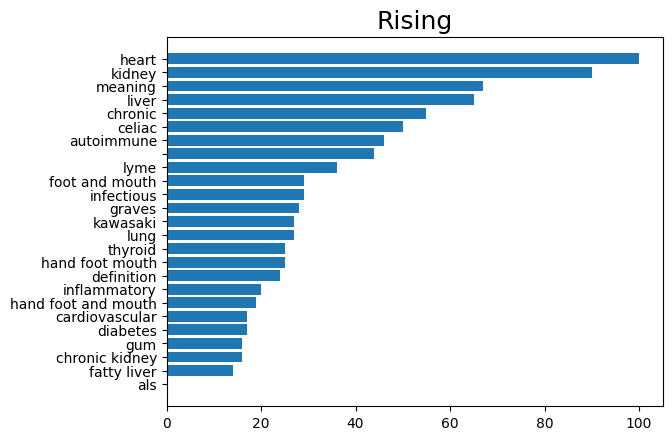 Rising
heart
kidney
meaning
liver
chronic
celiac
autoimmune
lyme
foot and mouth
infectious
graves
kawasaki
lung
thyroid
hand foot mouth
definition
inflammatory
hand foot and mouth
cardiovascular
diabetes
gum
chronic kidney
fatty liver
als
0 20 40 60 80 100